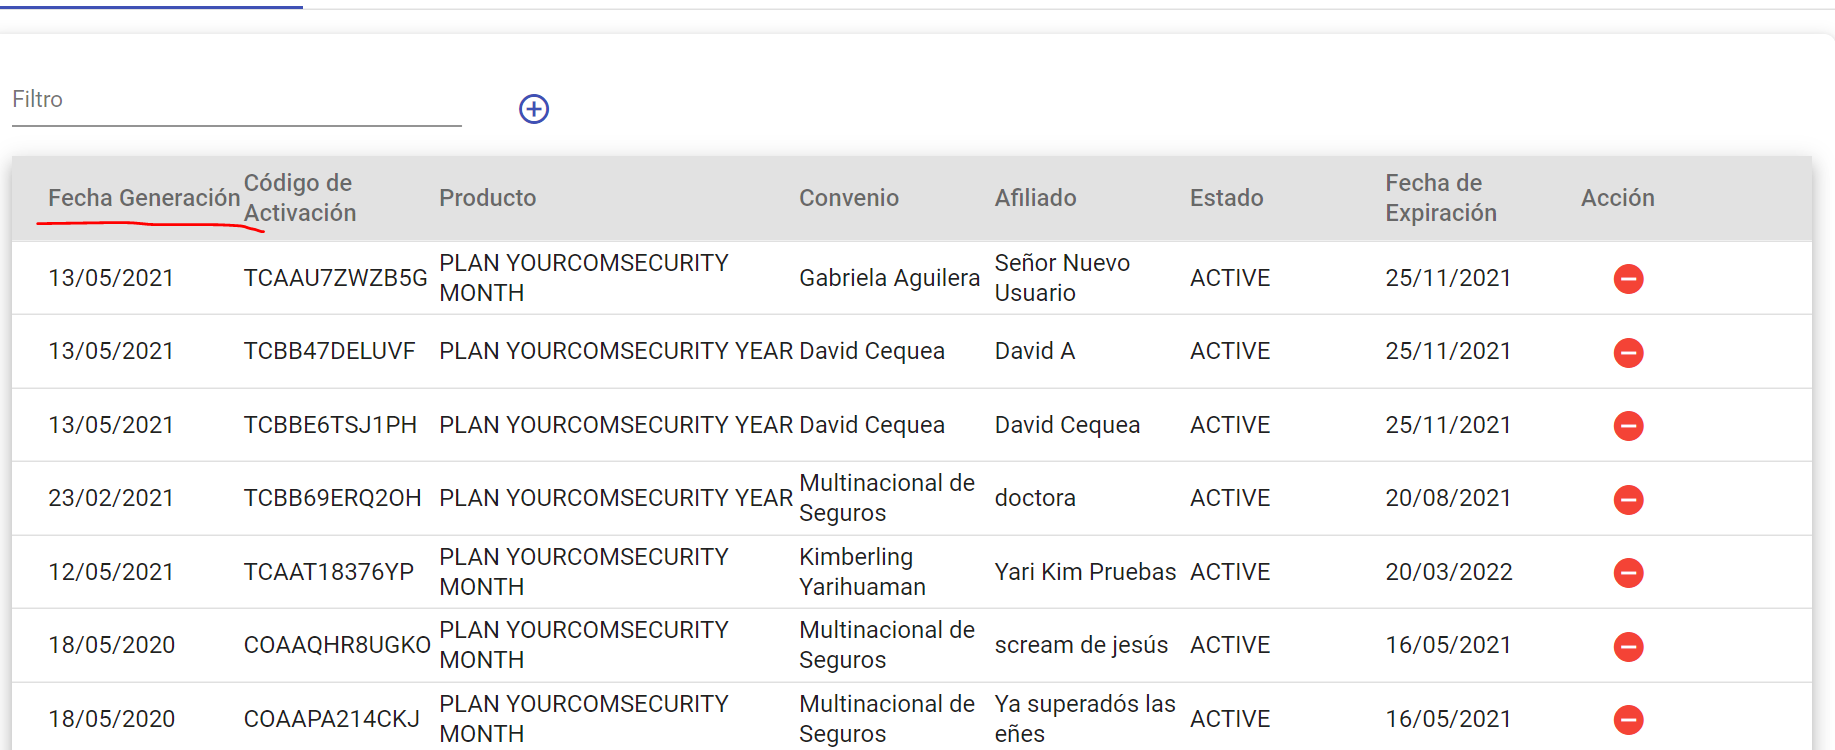 Filtro
Fecha Generación Código de Activación Producto Convenio Afiliado Estado Fecha de Expiración Acción
13/05/2021 TCAAU7ZWZB5G PLAN YOURCOMSECURITY MONTH Gabriela Aguilera Señor Nuevo Usuario ACTIVE 25/11/2021
13/05/2021 TCBB47DELUVF PLAN YOURCOMSECURITY YEAR David Cequea David A ACTIVE 25/11/2021
13/05/2021 TCBBE6TSJ1PH PLAN YOURCOMSECURITY YEAR David Cequea David Cequea ACTIVE 25/11/2021
23/02/2021 TCBB69ERQ2OH PLAN YOURCOMSECURITY YEAR Multinacional de Seguros doctora ACTIVE 20/08/2021
12/05/2021 TCAAT18376YP PLAN YOURCOMSECURITY MONTH Kimberling Yarihuaman Yari Kim Pruebas ACTIVE 20/03/2022
18/05/2020 COAAQHR8UGKO PLAN YOURCOMSECURITY MONTH Multinacional de Seguros scream de jesús ACTIVE 16/05/2021
18/05/2020 COAAPA214CKJ PLAN YOURCOMSECURITY MONTH Multinacional de Seguros Ya superadós las eñes ACTIVE 16/05/2021